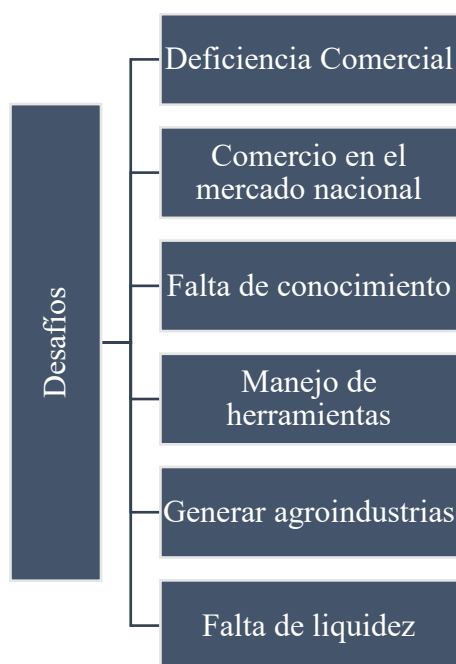 Desafíos
Deficiencia Comercial
Comercio en el
mercado nacional
Falta de conocimiento
Manejo de
herramientas
Generar agroindustrias
Falta de liquidez